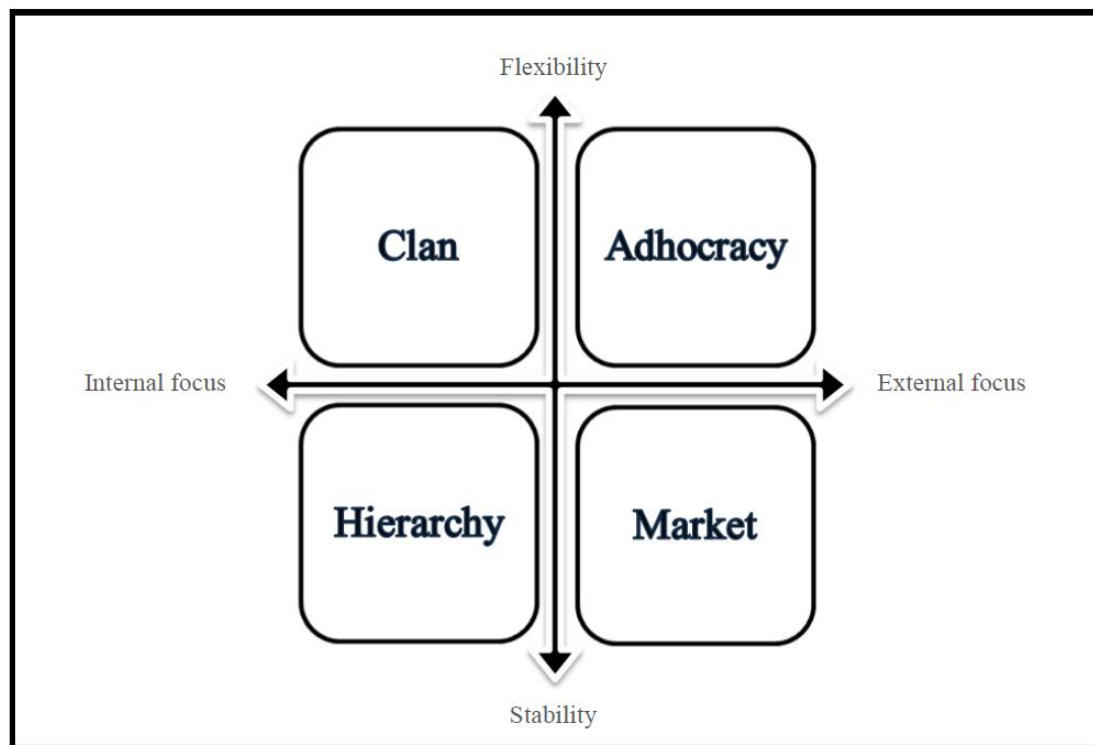 Flexibility
Clan
Adhocracy
Internal focus
External focus
Hierarchy
Market
Stability